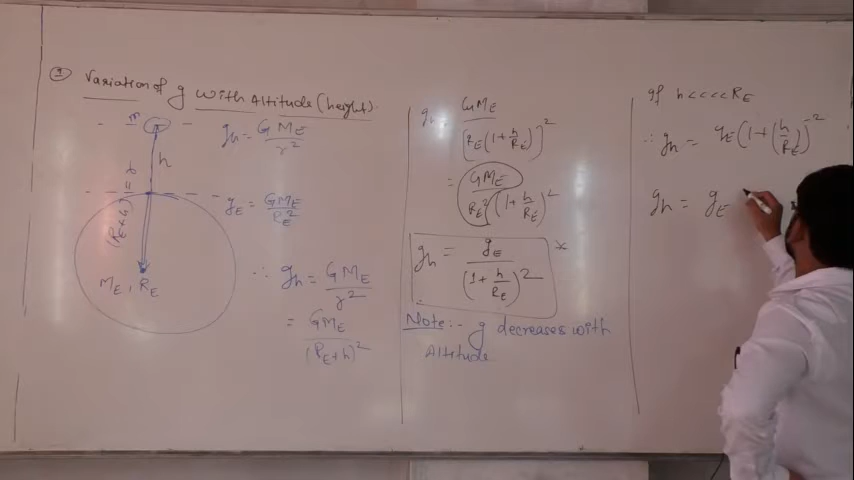 ① Variation of g with Altitude (height).
m
h
(RE+h) = r
ME, RE
gh = GME / r²
gE = GME / RE²
∴ gh = GME / r²
= GME / (RE+h)²
gh = GME / [RE(1+h/RE)]²
= GME / RE²(1+h/RE)²
gh = gE / (1+h/RE)² *
Note:- g decreases with
Altitude
If h<<<<RE
∴ gh = gE(1+(h/RE))⁻²
gh = gE